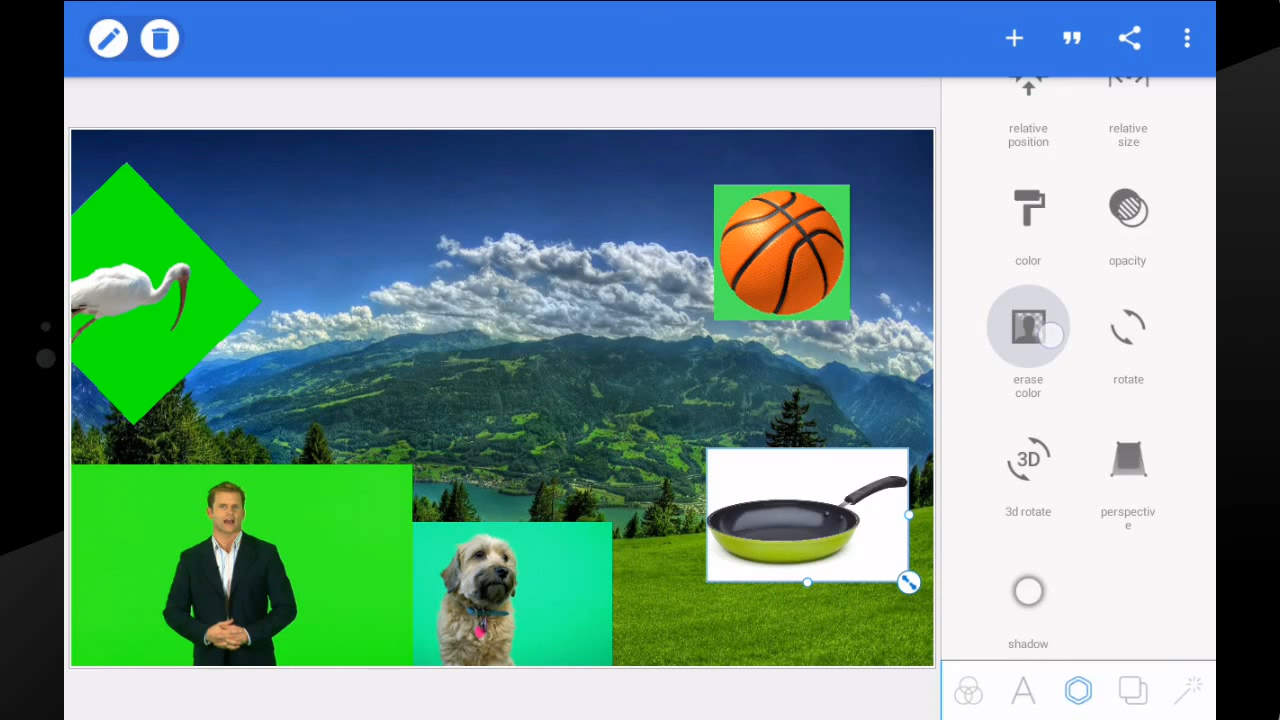 relative
position
relative
size
color
opacity
erase
color
rotate
3D
3d rotate
perspectiv
e
shadow
A